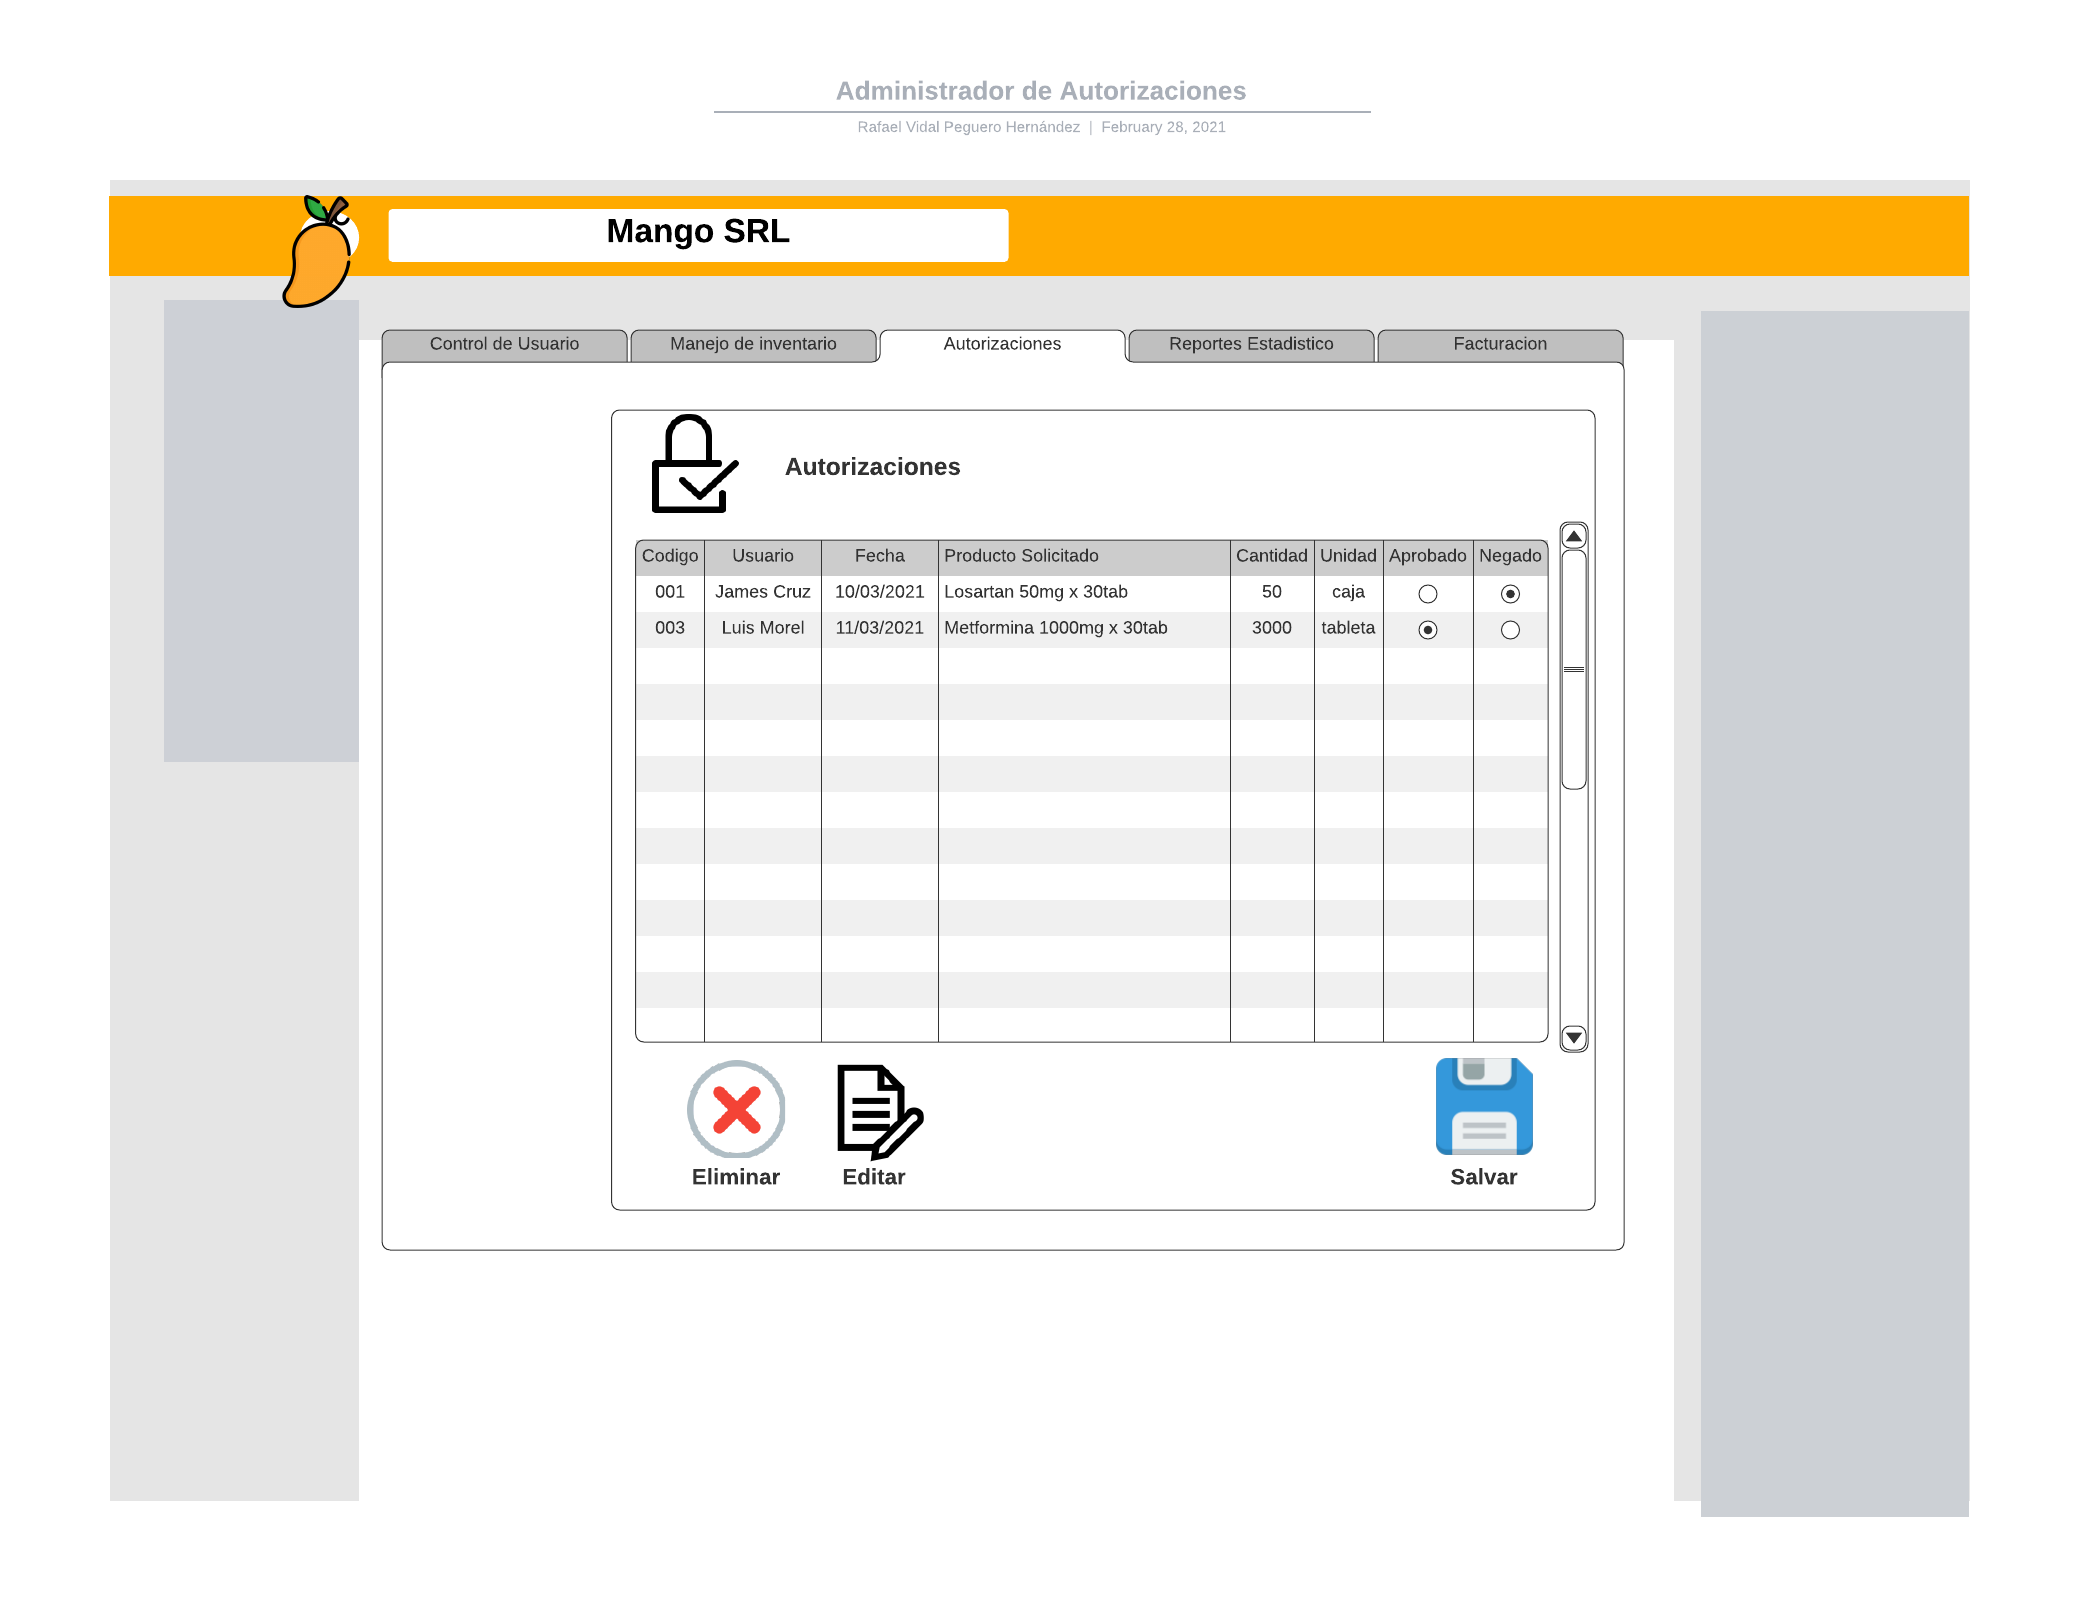 Administrador de Autorizaciones
Rafael Vidal Peguero Hernández | February 28, 2021
Mango SRL
Control de Usuario Manejo de inventario Autorizaciones Reportes Estadistico Facturacion
Autorizaciones
Codigo Usuario Fecha Producto Solicitado Cantidad Unidad Aprobado Negado
001 James Cruz 10/03/2021 Losartan 50mg x 30tab 50 caja
003 Luis Morel 11/03/2021 Metformina 1000mg x 30tab 3000 tableta
Eliminar Editar Salvar